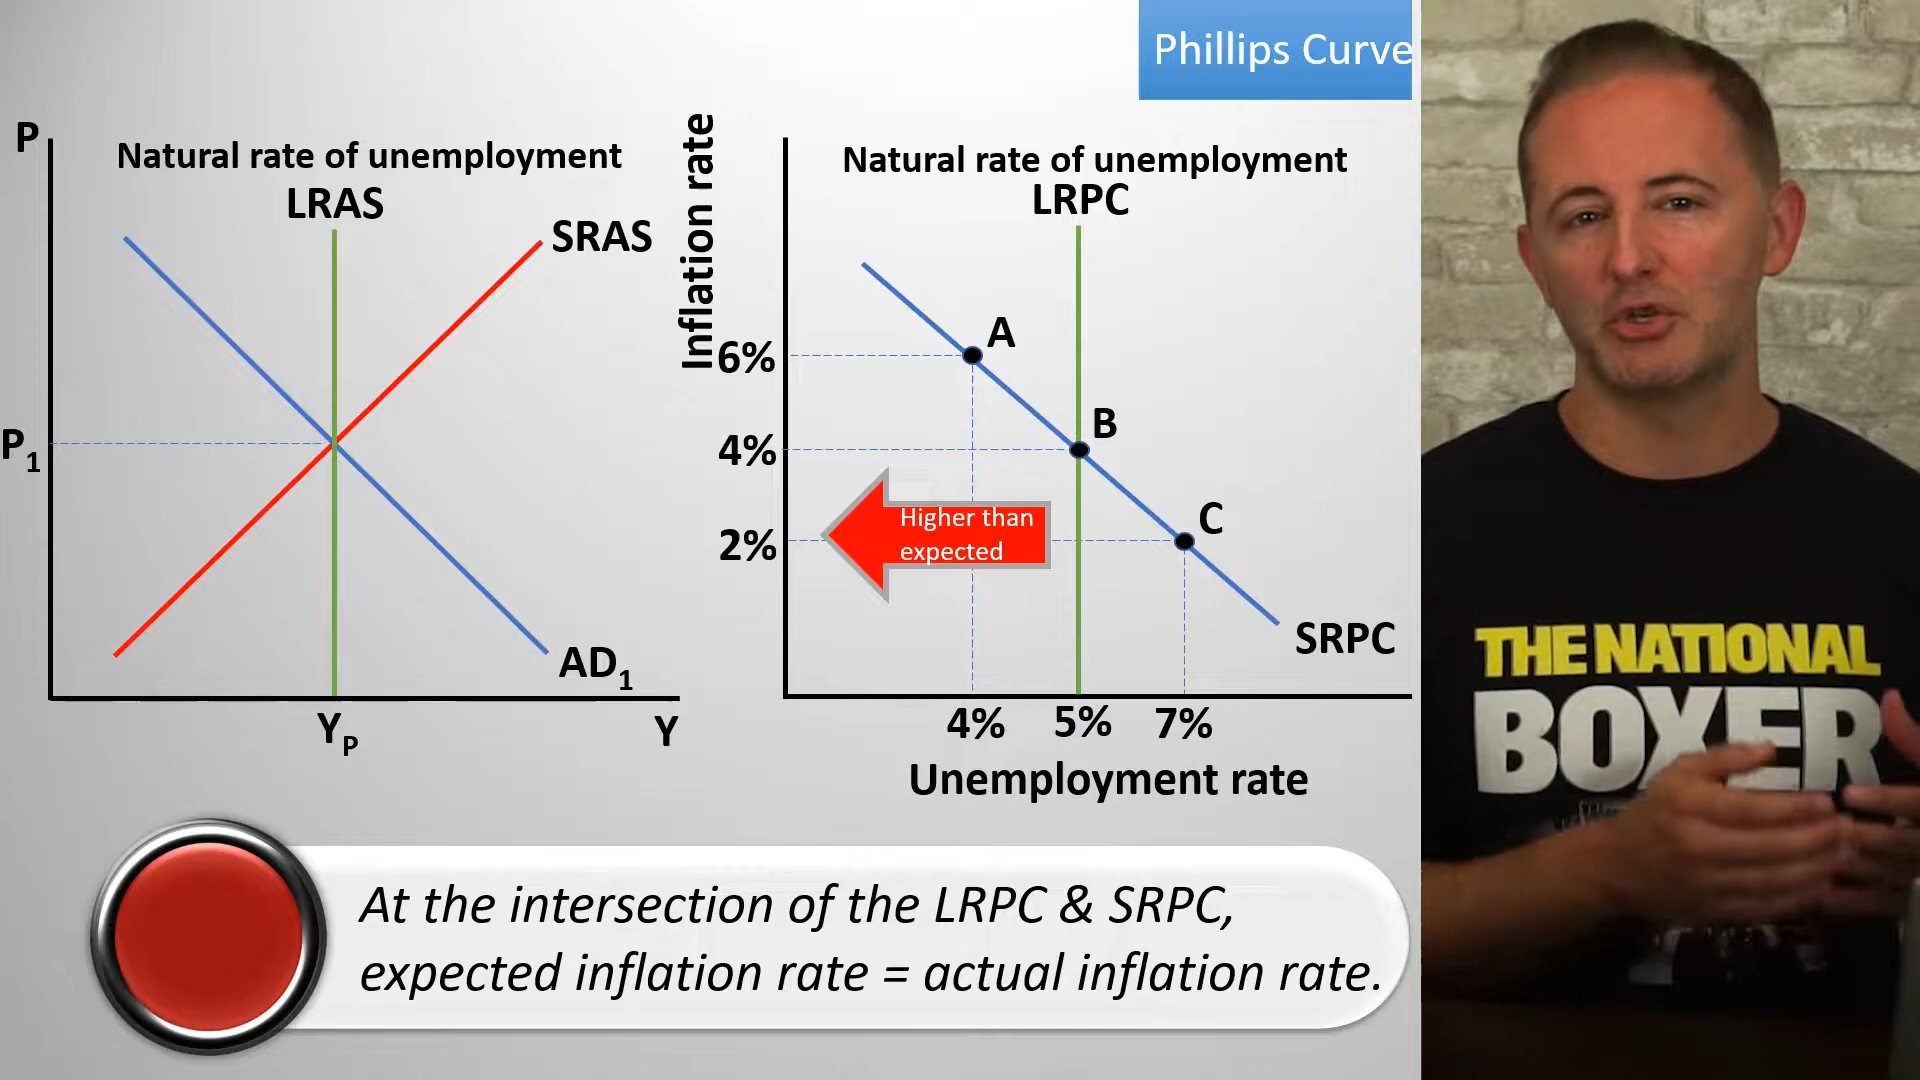 Phillips Curve
P
Natural rate of unemployment
LRAS
SRAS
P1
AD1
YP
Y
Inflation rate
Natural rate of unemployment
LRPC
6%
A
4%
B
2%
C
Higher than
expected
SRPC
4% 5% 7%
Unemployment rate
At the intersection of the LRPC & SRPC,
expected inflation rate = actual inflation rate.
THE NATIONAL
BOXER